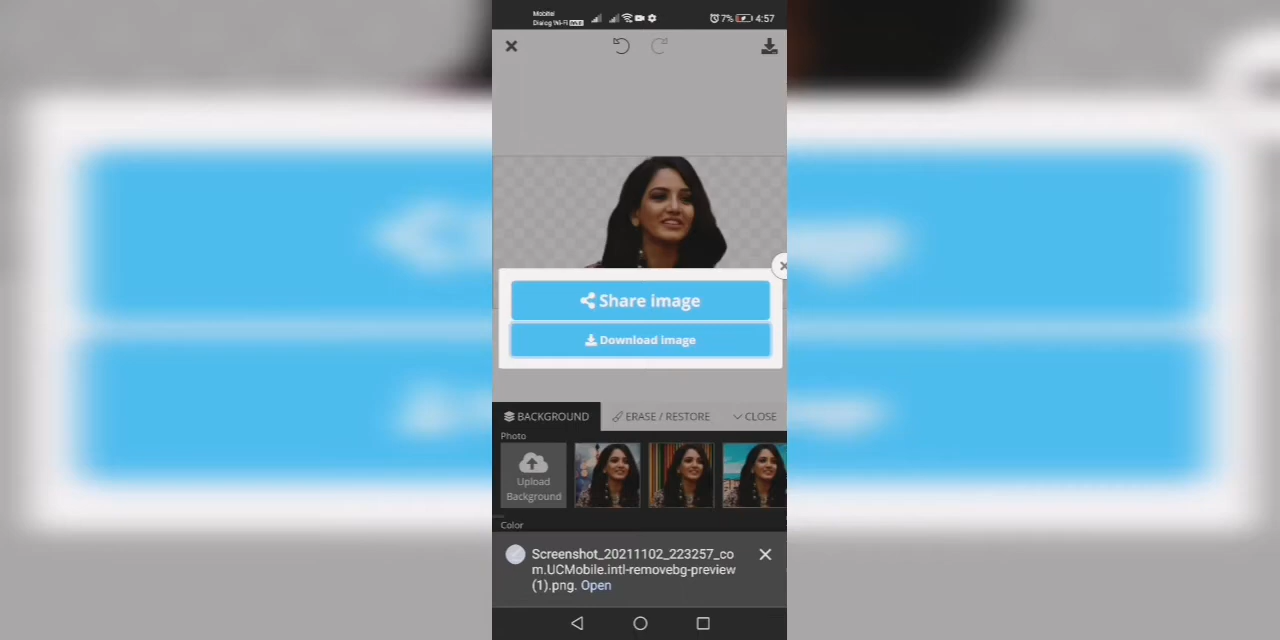 Mobitel
Dialog Wi-Fi
7% 4:57
Share image
Download image
BACKGROUND ERASE / RESTORE CLOSE
Photo
Upload
Background
Color
Screenshot_20211102_223257_co
m.UCMobile.intl-removebg-preview
(1).png. Open